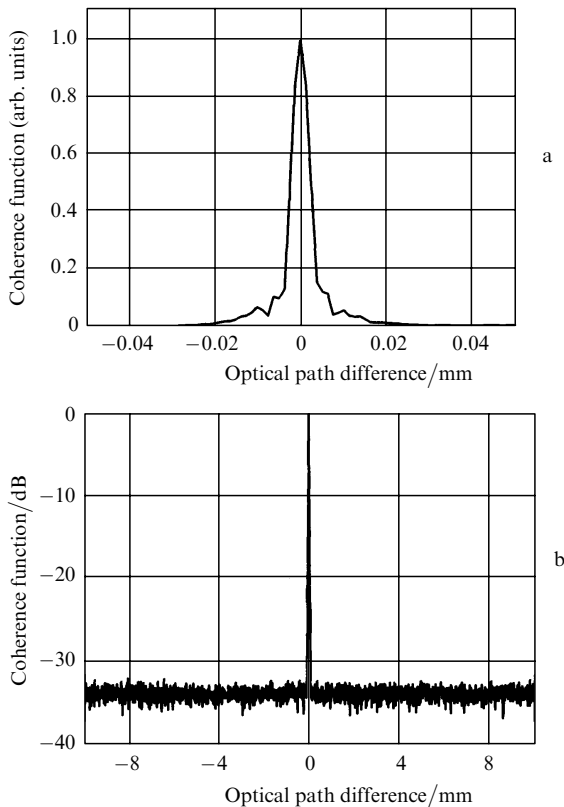 Coherence function (arb. units)
1.0
0.8
0.6
0.4
0.2
0
−0.04 −0.02 0 0.02 0.04
Optical path difference/mm
a
Coherence function/dB
0
−10
−20
−30
−40
−8 −4 0 4 8
Optical path difference/mm
b